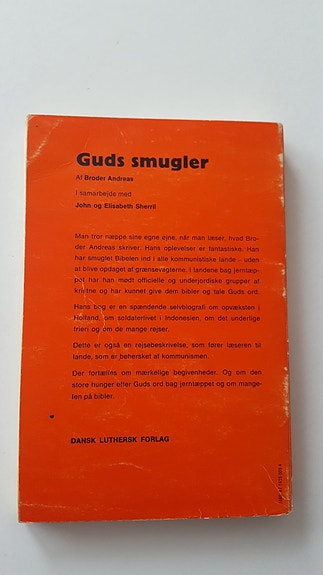 Guds smugler
Af Broder Andreas
I samarbejde med
John og Elisabeth Sherril
Man tror næppe sine egne øjne, når man læser, hvad Bro-
der Andreas skriver. Hans oplevelser er fantastiske. Han
har smuglet Bibelen ind i alle kommunistiske lande – uden
at blive opdaget af grænsevagterne. I landene bag jerntæp-
pet har han mødt officielle og underjordiske grupper af
kristne og har kunnet give dem bibler og tale Guds ord.
Hans bog er en spændende selvbiografi om opvæksten i
Holland, om soldaterlivet i Indonesien, om det underlige
frieri og om de mange rejser.
Dette er også en rejsebeskrivelse, som fører læseren til
lande, som er behersket af kommunismen.
Der fortælles om mærkelige begivenheder. Og om den
store hunger efter Guds ord bag jerntæppet og om mange-
len på bibler.
DANSK LUTHERSK FORLAG